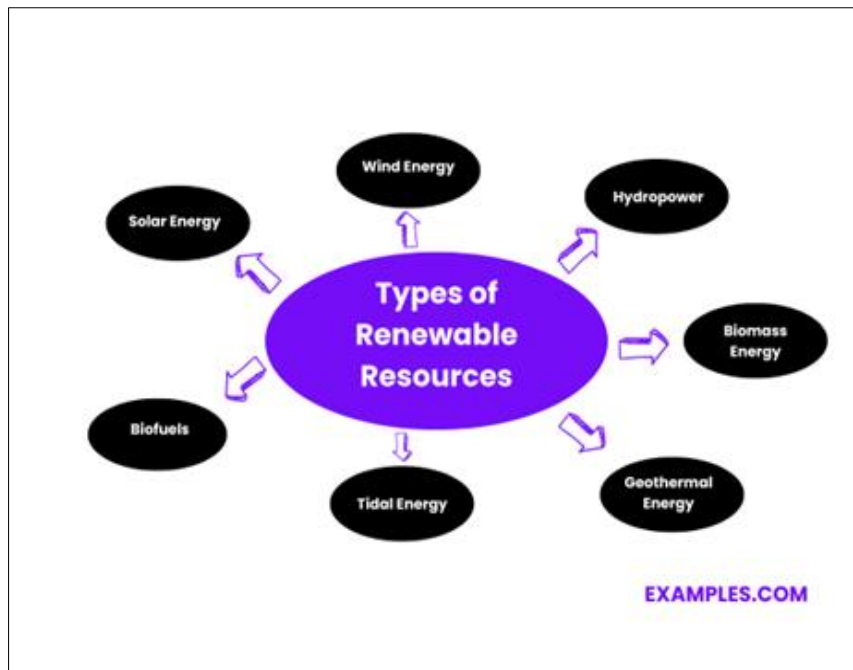 Wind Energy
Hydropower
Solar Energy
Types of
Renewable
Resources
Biomass
Energy
Biofuels
Geothermal
Energy
Tidal Energy
EXAMPLES.COM